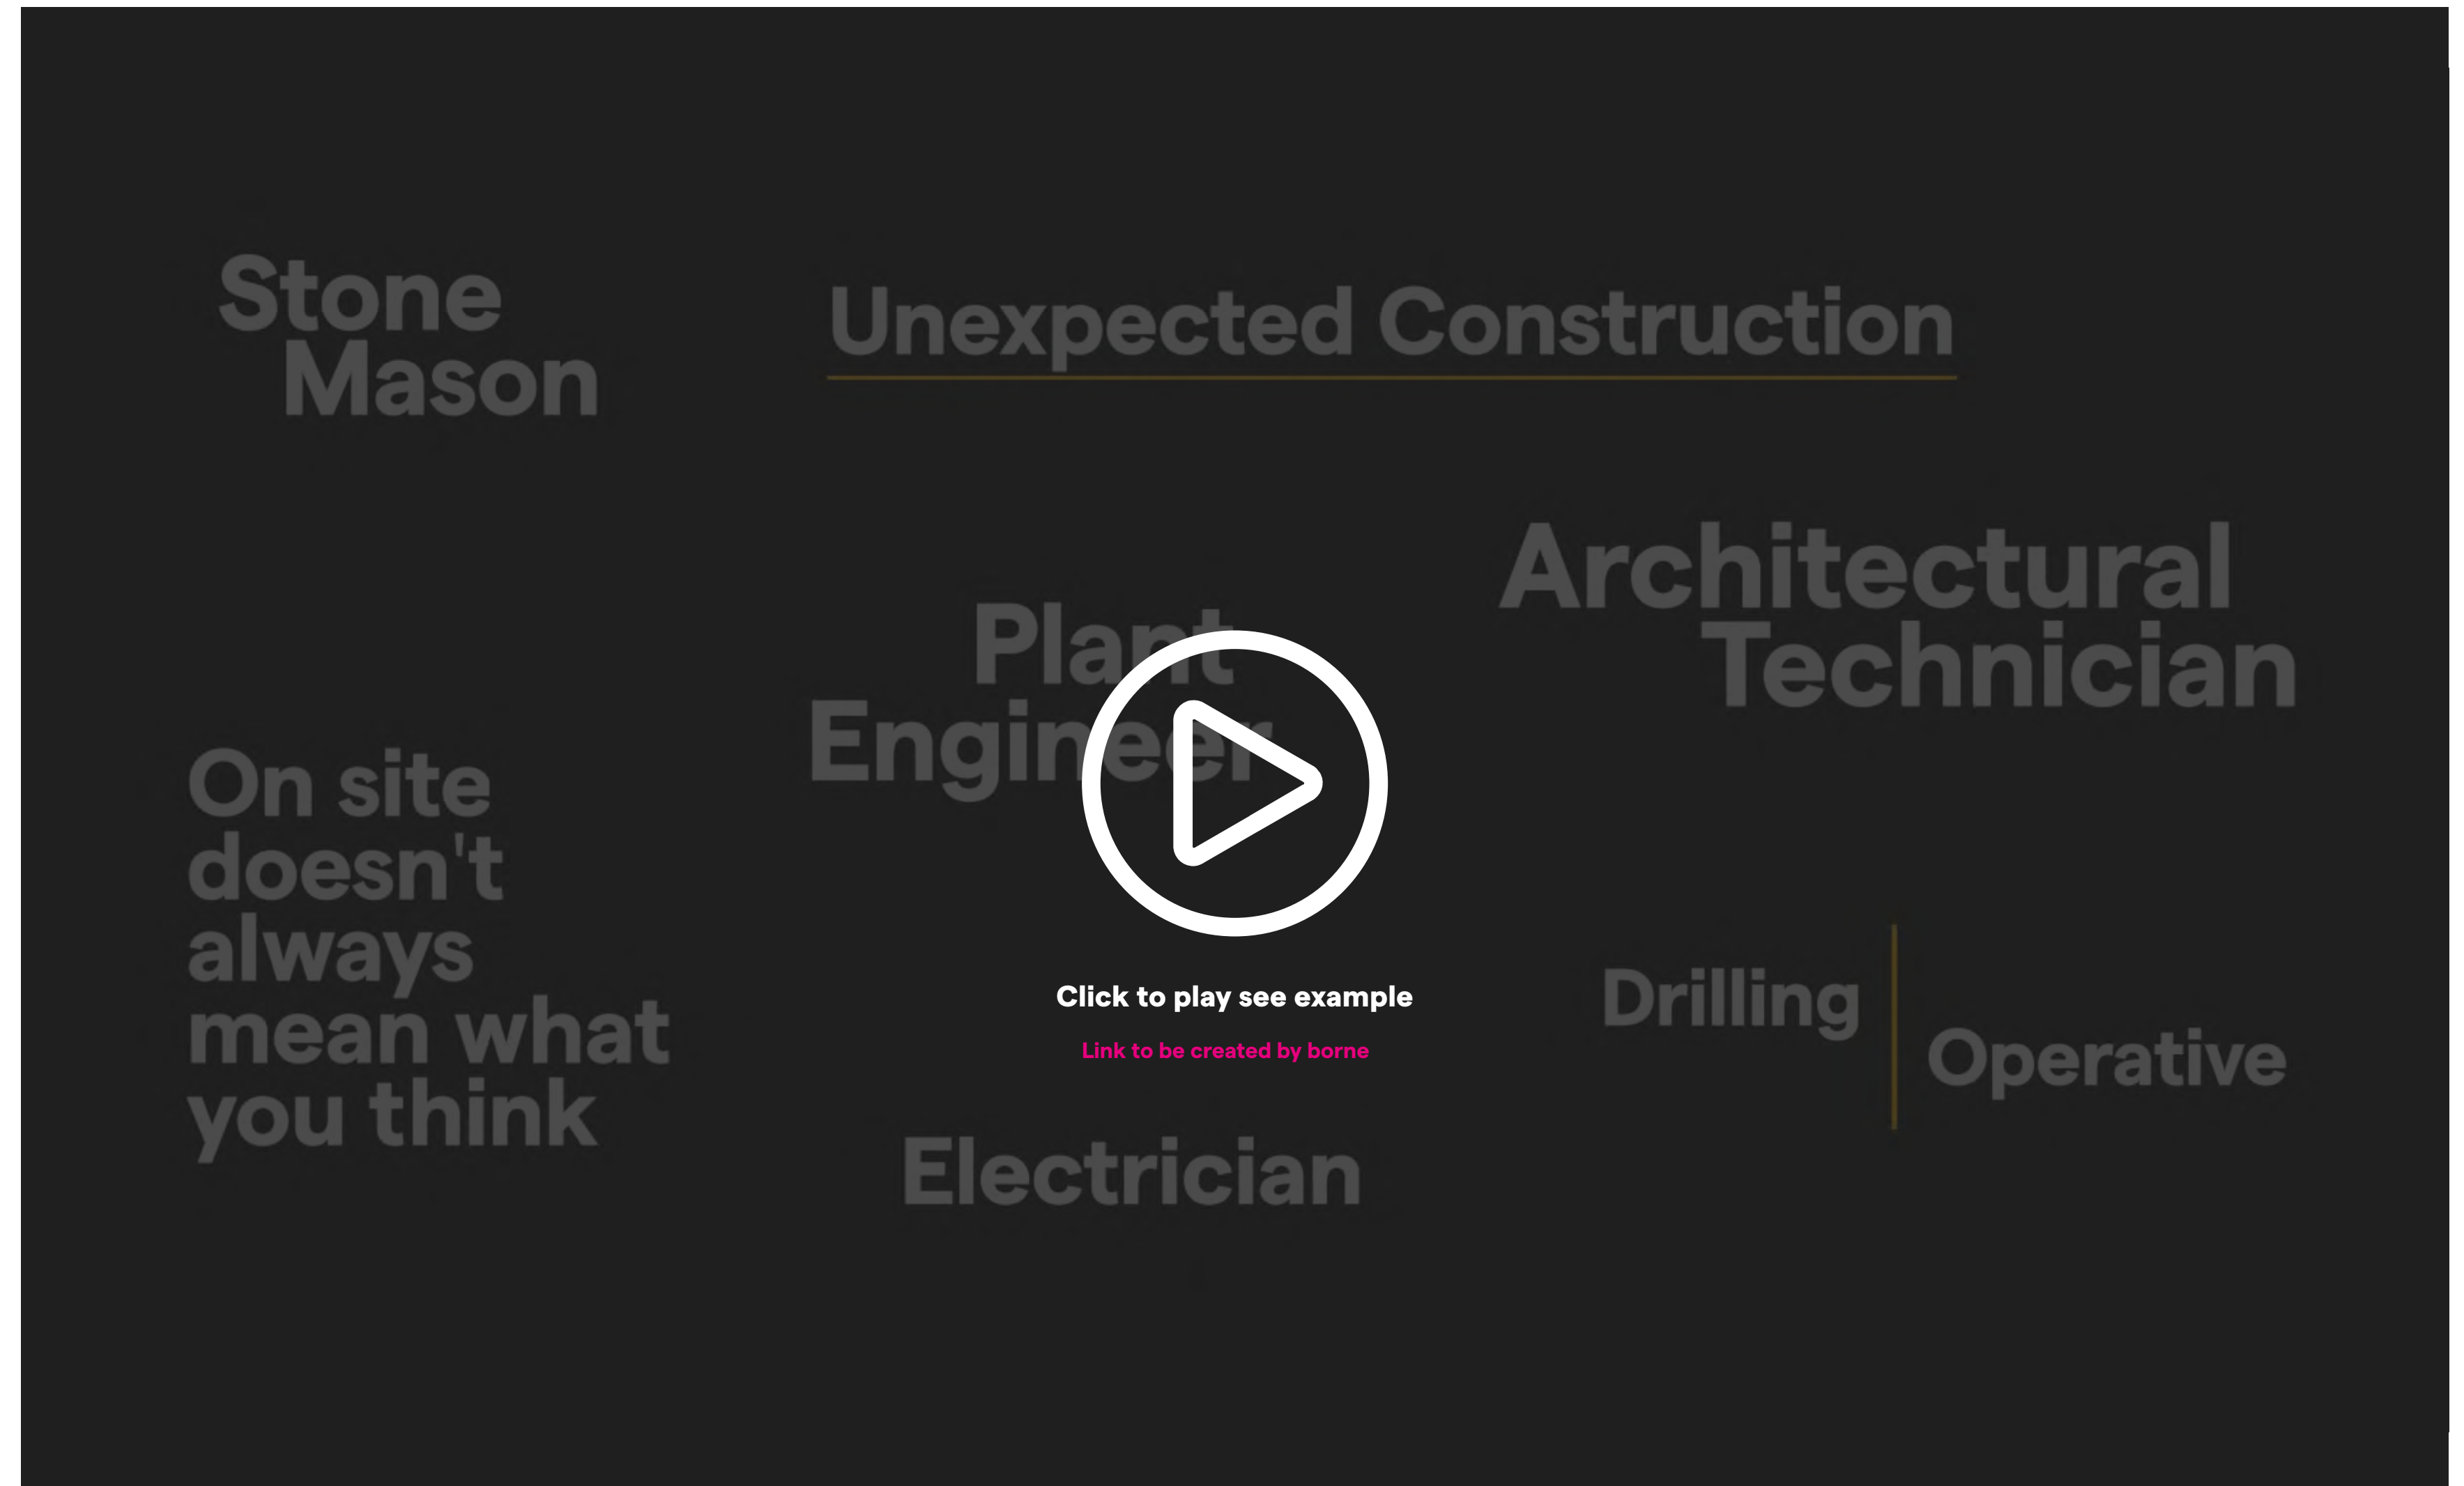 Stone
Mason
Unexpected Construction
Architectural
Technician
Plant
Engineer
On site
doesn't
always
mean what
you think
Click to play see example
Link to be created by borne
Drilling
Operative
Electrician